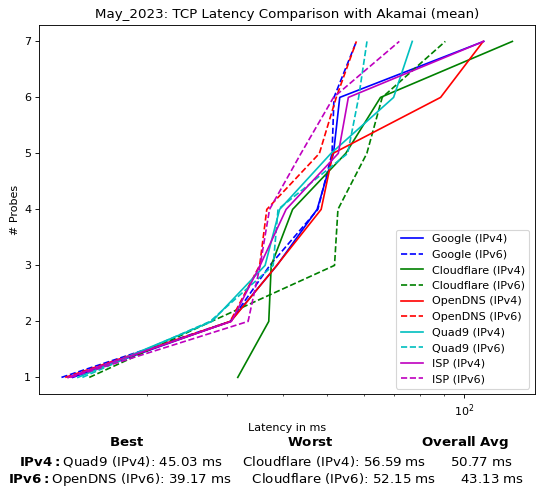 May_2023: TCP Latency Comparison with Akamai (mean)
# Probes
7
6
5
4
3
2
1
Google (IPv4)
Google (IPv6)
Cloudflare (IPv4)
Cloudflare (IPv6)
OpenDNS (IPv4)
OpenDNS (IPv6)
Quad9 (IPv4)
Quad9 (IPv6)
ISP (IPv4)
ISP (IPv6)
10²
Latency in ms
Best Worst Overall Avg
IPv4: Quad9 (IPv4): 45.03 ms Cloudflare (IPv4): 56.59 ms 50.77 ms
IPv6: OpenDNS (IPv6): 39.17 ms Cloudflare (IPv6): 52.15 ms 43.13 ms